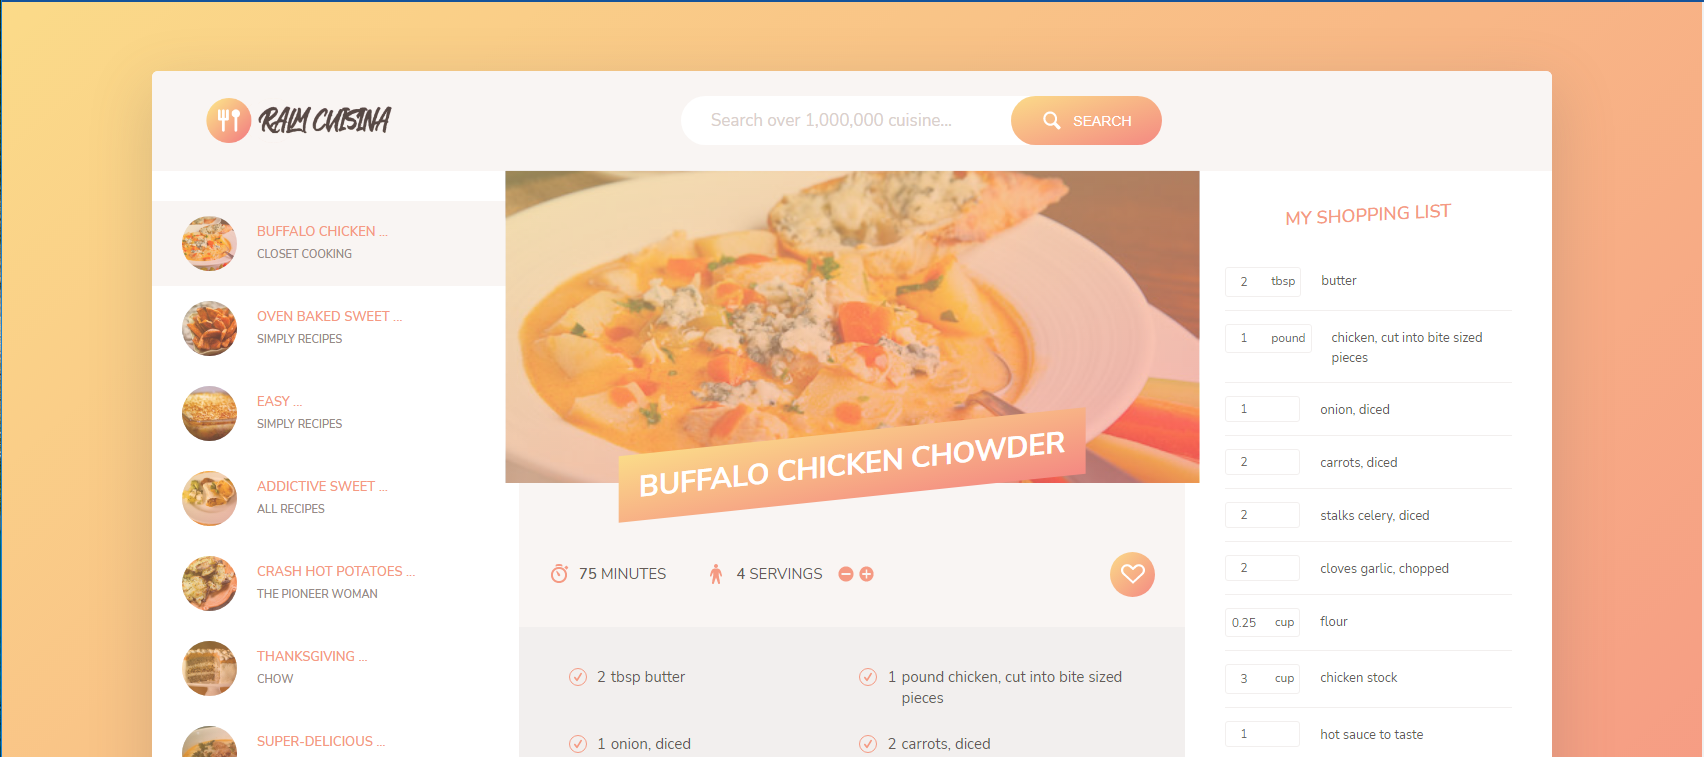 RALM CUISINA
Search over 1,000,000 cuisine...
SEARCH
BUFFALO CHICKEN ...
CLOSET COOKING
OVEN BAKED SWEET ...
SIMPLY RECIPES
EASY ...
SIMPLY RECIPES
ADDICTIVE SWEET ...
ALL RECIPES
CRASH HOT POTATOES ...
THE PIONEER WOMAN
THANKSGIVING ...
CHOW
SUPER-DELICIOUS ...
BUFFALO CHICKEN CHOWDER
75 MINUTES
4 SERVINGS
2 tbsp butter
1 pound chicken, cut into bite sized
pieces
1 onion, diced
2 carrots, diced
MY SHOPPING LIST
2 tbsp butter
1 pound chicken, cut into bite sized
pieces
1 onion, diced
2 carrots, diced
2 stalks celery, diced
2 cloves garlic, chopped
0.25 cup flour
3 cup chicken stock
1 hot sauce to taste